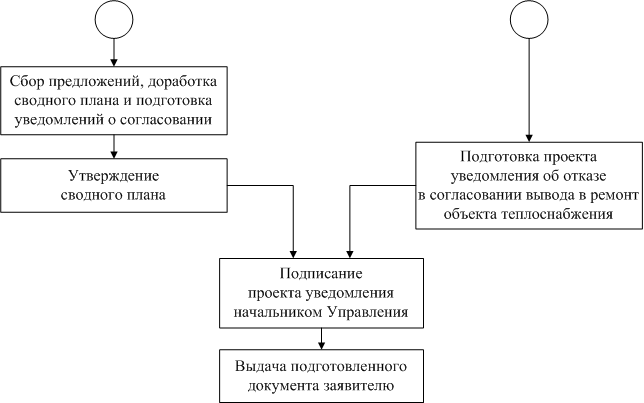 Сбор предложений, доработка
сводного плана и подготовка
уведомлений о согласовании
Утверждение
сводного плана
Подготовка проекта
уведомления об отказе
в согласовании вывода в ремонт
объекта теплоснабжения
Подписание
проекта уведомления
начальником Управления
Выдача подготовленного
документа заявителю